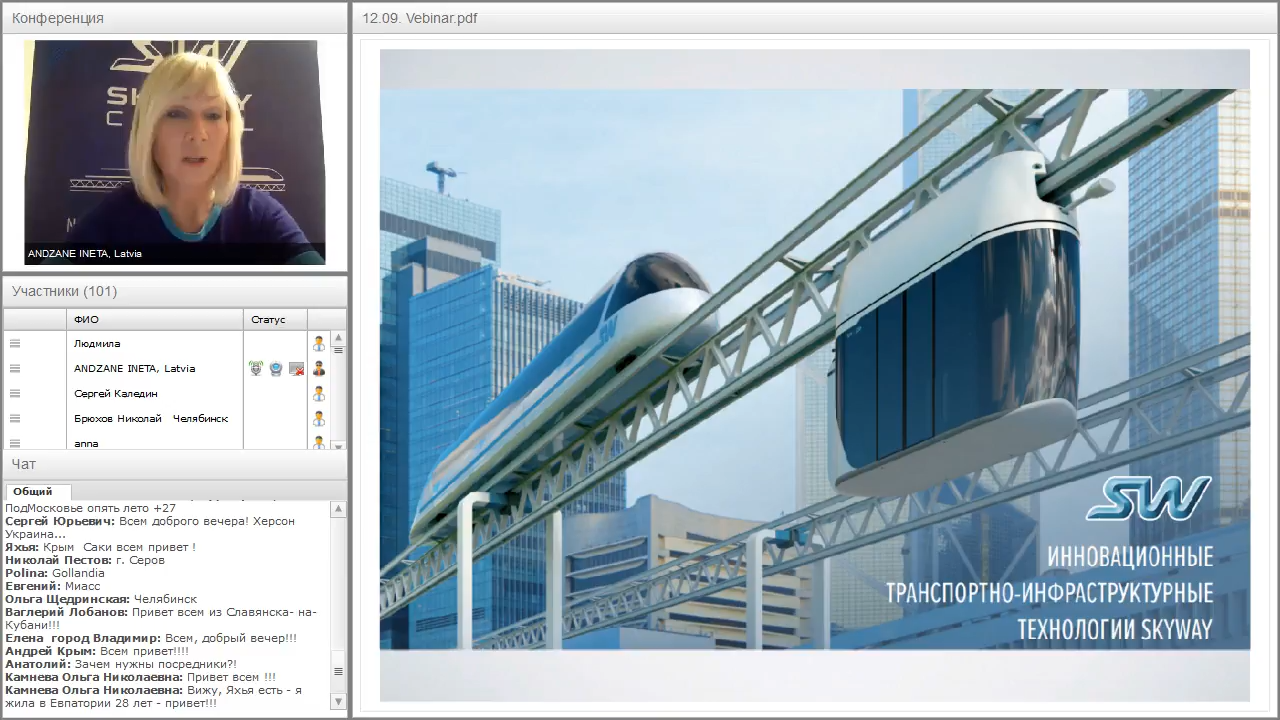 Конференция
SW
SK
C
N
ANDZANE INETA, Latvia
Участники (101)
ФИО
Статус
Людмила
ANDZANE INETA, Latvia
Сергей Каледин
Брюхов Николай Челябинск
anna
Чат
Общий
ПодМосковье опять лето +27
Сергей Юрьевич: Всем доброго вечера! Херсон
Украина...
Яхья: Крым Саки всем привет !
Николай Пестов: г. Серов
Polina: Gollandia
Евгений: Миасс
Ольга Щедринская: Челябинск
Ваглерий Лобанов: Привет всем из Славянска- на-
Кубани!!!
Елена город Владимир: Всем, добрый вечер!!!
Андрей Крым: Всем привет!!!!
Анатолий: Зачем нужны посредники?!
Камнева Ольга Николаевна: Привет всем !!!
Камнева Ольга Николаевна: Вижу, Яхья есть - я
жила в Евпатории 28 лет - привет!!!
12.09. Vebinar.pdf
SW
SW
ИННОВАЦИОННЫЕ
ТРАНСПОРТНО-ИНФРАСТРУКТУРНЫЕ
ТЕХНОЛОГИИ SKYWAY